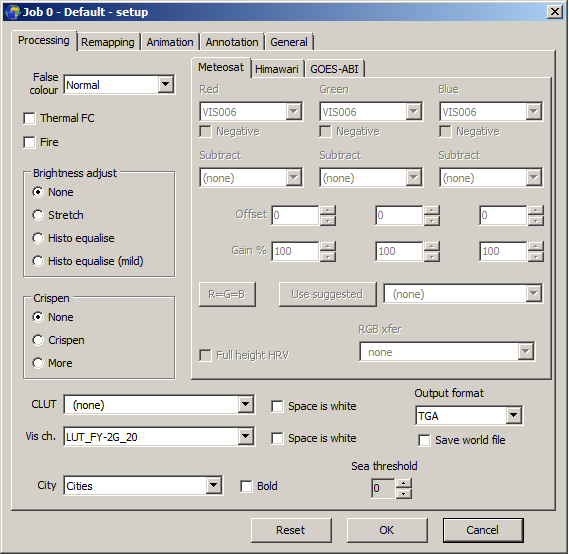 Job 0 - Default - setup
Processing Remapping Animation Annotation General
False colour Normal
Thermal FC
Fire
Brightness adjust
None
Stretch
Histo equalise
Histo equalise (mild)
Crispen
None
Crispen
More
Meteosat Himawari GOES-ABI
Red Green Blue
VIS006 VIS006 VIS006
Negative Negative Negative
Subtract Subtract Subtract
(none) (none) (none)
Offset 0 0 0
Gain % 100 100 100
R=G=B Use suggested (none)
RGB xfer
Full height HRV none
CLUT (none) Space is white
Output format
TGA
Vis ch. LUT_FY-2G_20 Space is white
Save world file
Sea threshold
City Cities Bold 0
Reset OK Cancel